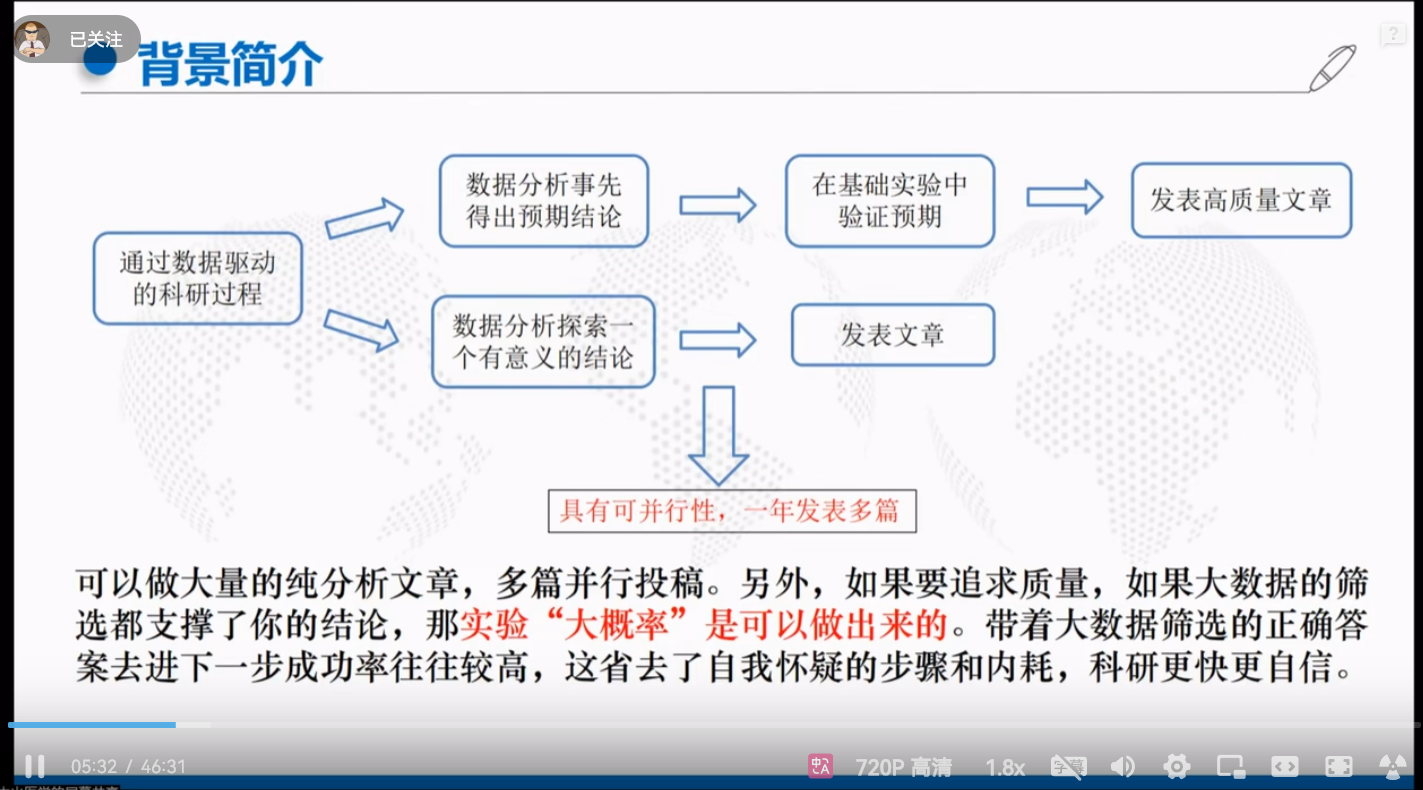 已关注
背景简介
数据分析事先
得出预期结论
在基础实验中
验证预期
发表高质量文章
通过数据驱动
的科研过程
数据分析探索一
个有意义的结论
发表文章
具有可并行性，一年发表多篇
可以做大量的纯分析文章，多篇并行投稿。另外，如果要追求质量，如果大数据的筛
选都支撑了你的结论，那实验“大概率”是可以做出来的。带着大数据筛选的正确答
案去进下一步成功率往往较高，这省去了自我怀疑的步骤和内耗，科研更快更自信。
05:32 / 46:31
中A
720P 高清
1.8x
字幕